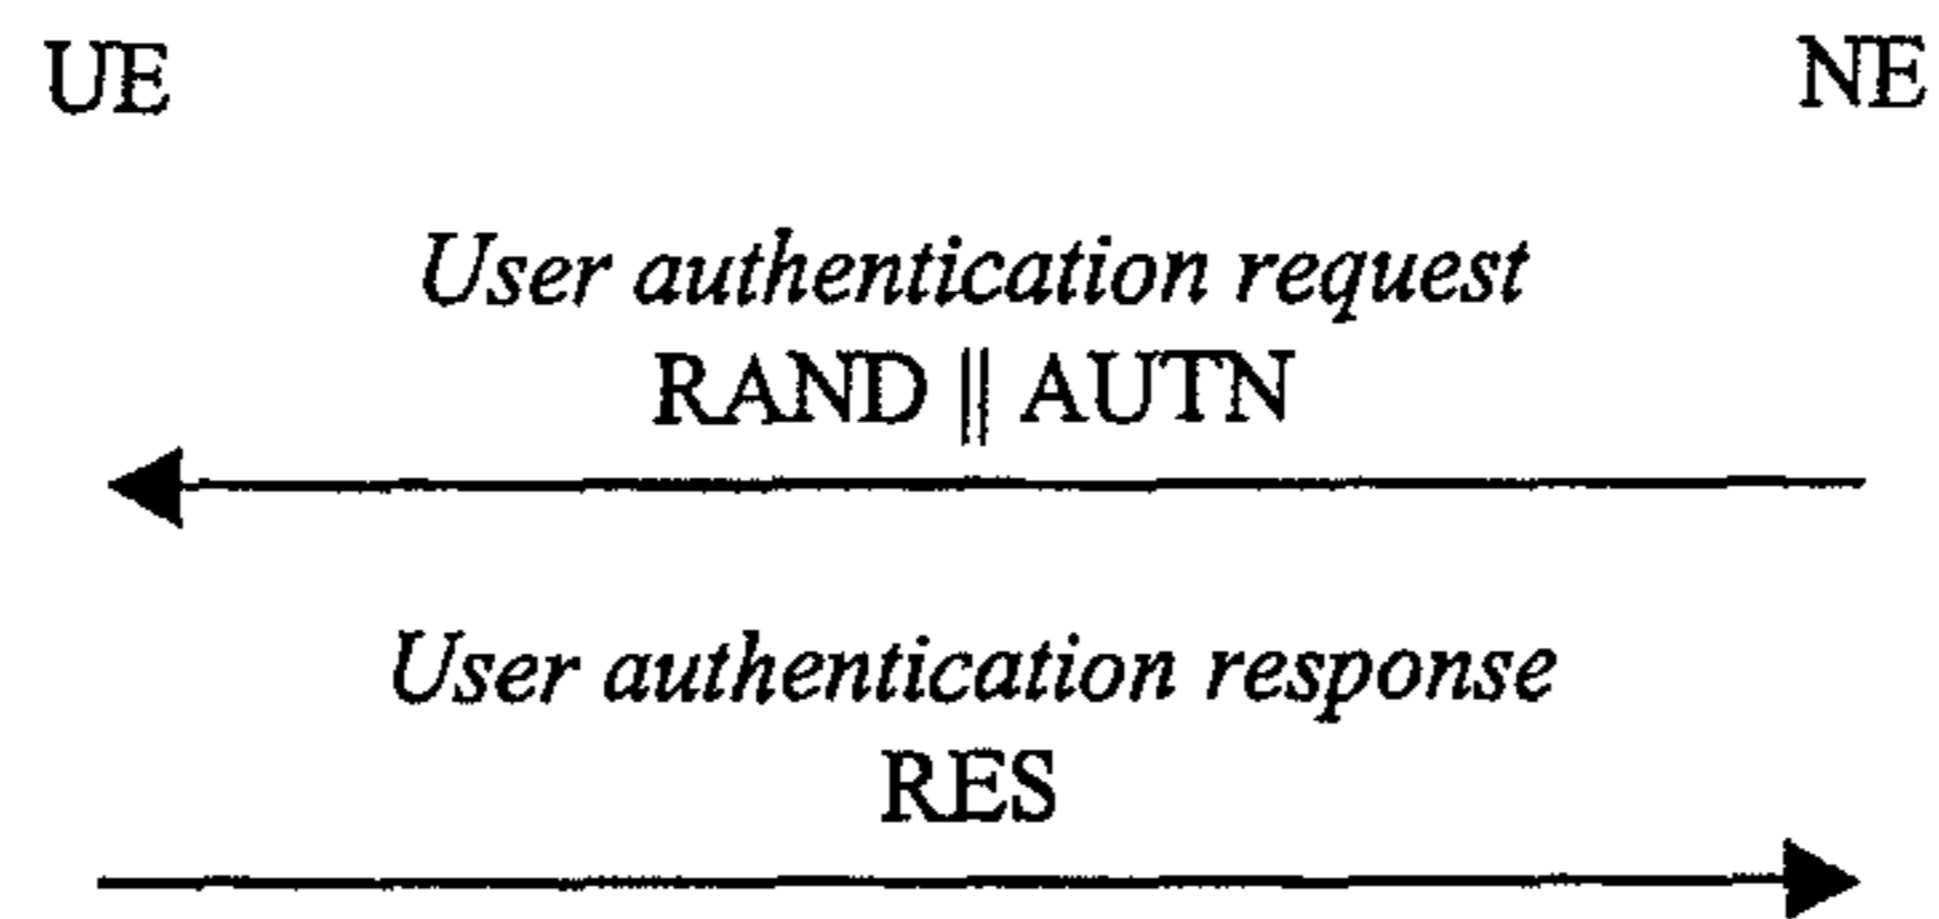 UE NE
User authentication request
RAND || AUTN
User authentication response
RES